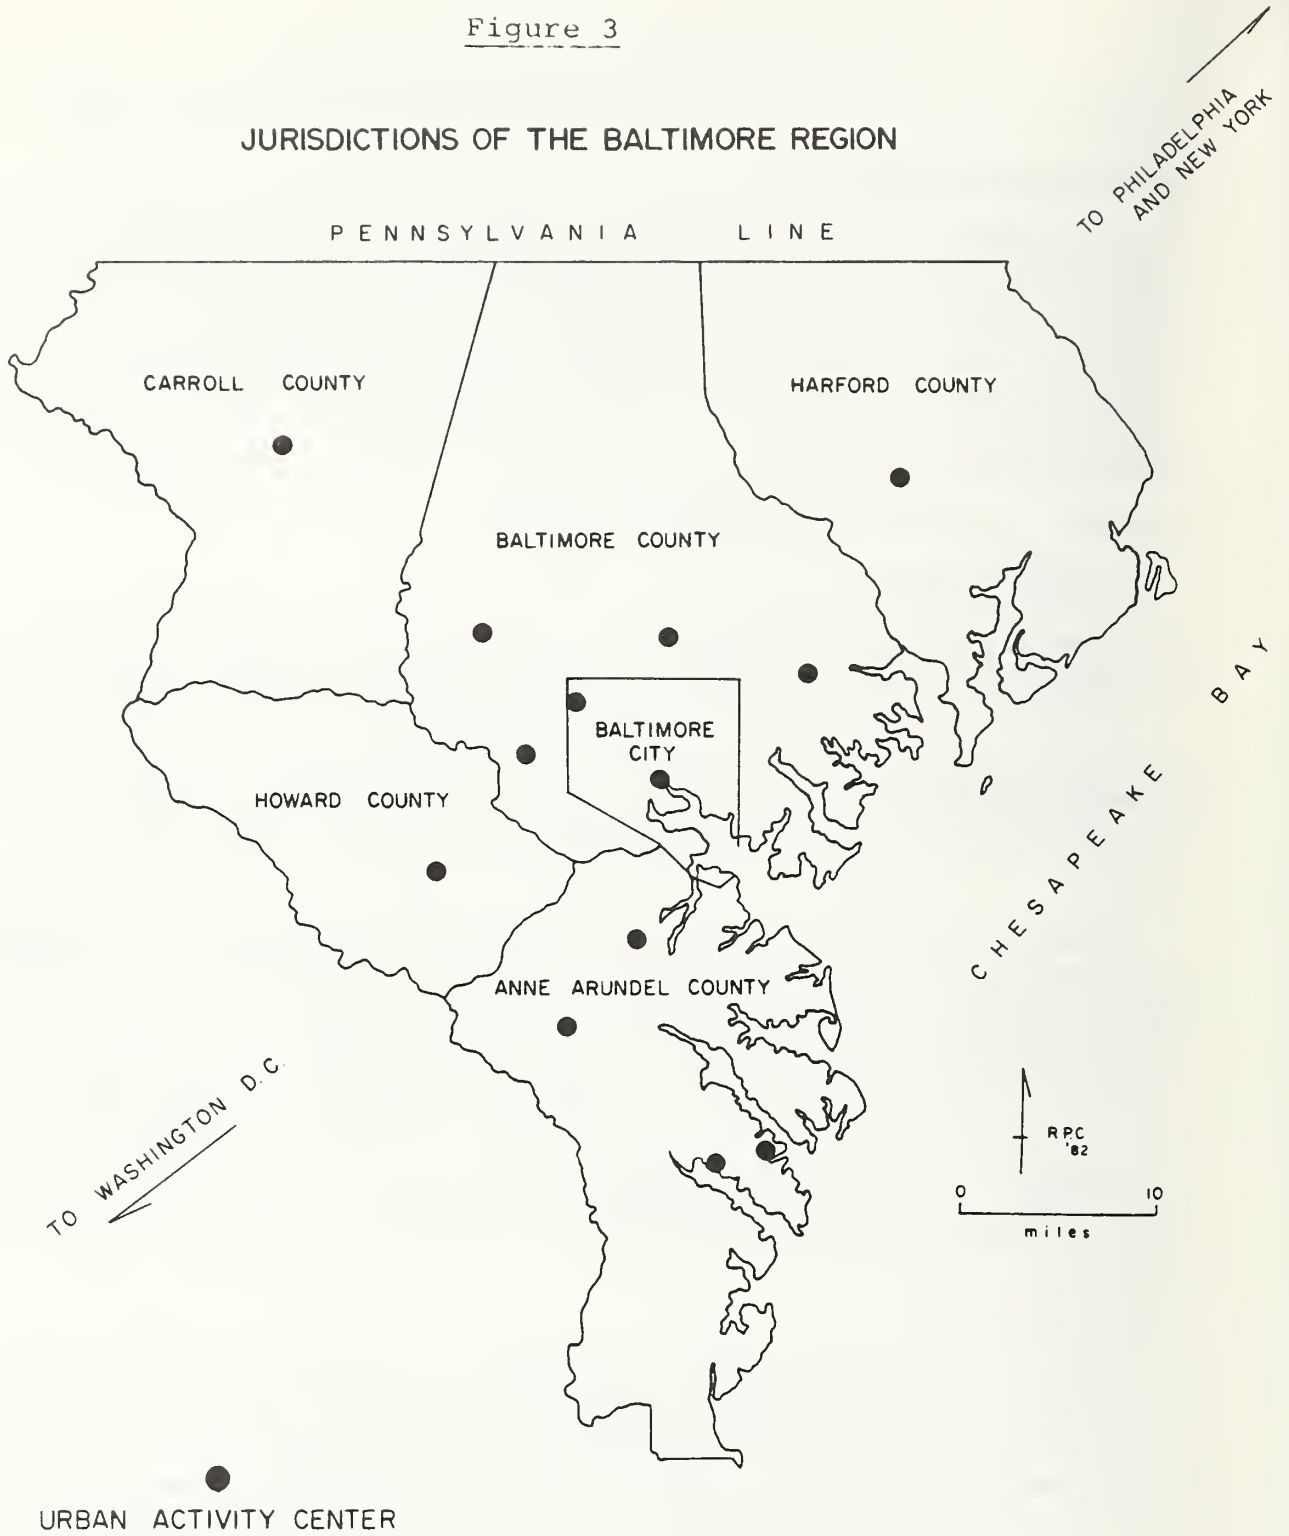 Figure 3
JURISDICTIONS OF THE BALTIMORE REGION
TO PHILADELPHIA
AND NEW YORK
PENNSYLVANIA LINE
CARROLL COUNTY
HARFORD COUNTY
BALTIMORE COUNTY
BALTIMORE
CITY
HOWARD COUNTY
CHESAPEAKE BAY
ANNE ARUNDEL COUNTY
TO WASHINGTON D.C.
R.P.C
'82
0 10
miles
URBAN ACTIVITY CENTER